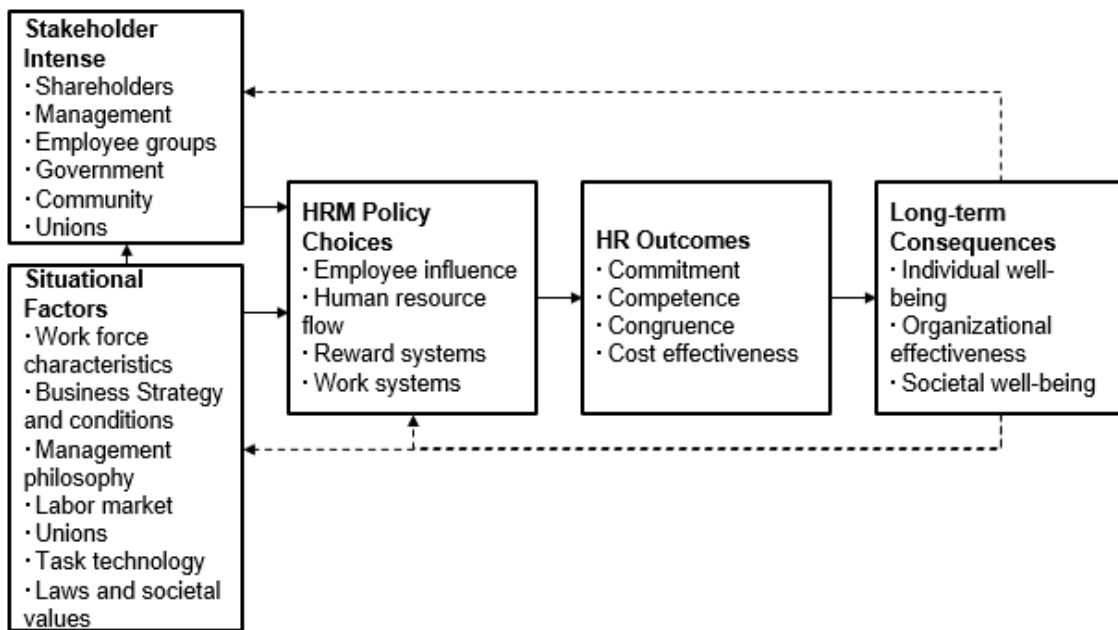 Stakeholder
Intense
· Shareholders
· Management
· Employee groups
· Government
· Community
· Unions
Situational
Factors
· Work force
characteristics
· Business Strategy
and conditions
· Management
philosophy
· Labor market
· Unions
· Task technology
· Laws and societal
values
HRM Policy
Choices
· Employee influence
· Human resource
flow
· Reward systems
· Work systems
HR Outcomes
· Commitment
· Competence
· Congruence
· Cost effectiveness
Long-term
Consequences
· Individual well-
being
· Organizational
effectiveness
· Societal well-being